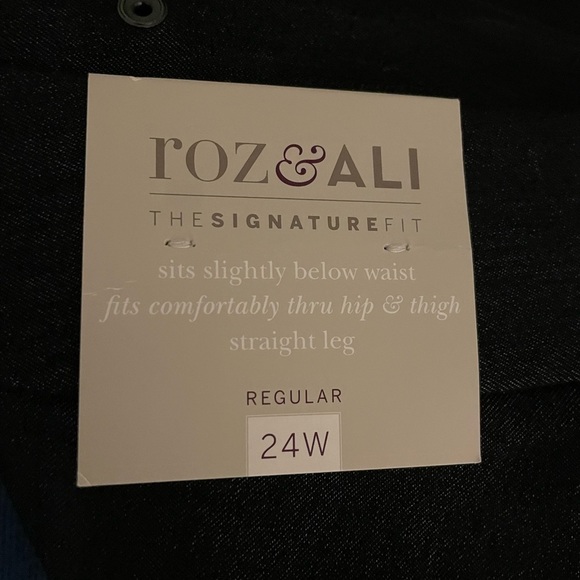 roz&ALI
THESIGNATUREFIT
sits slightly below waist
fits comfortably thru hip & thigh
straight leg
REGULAR
24W